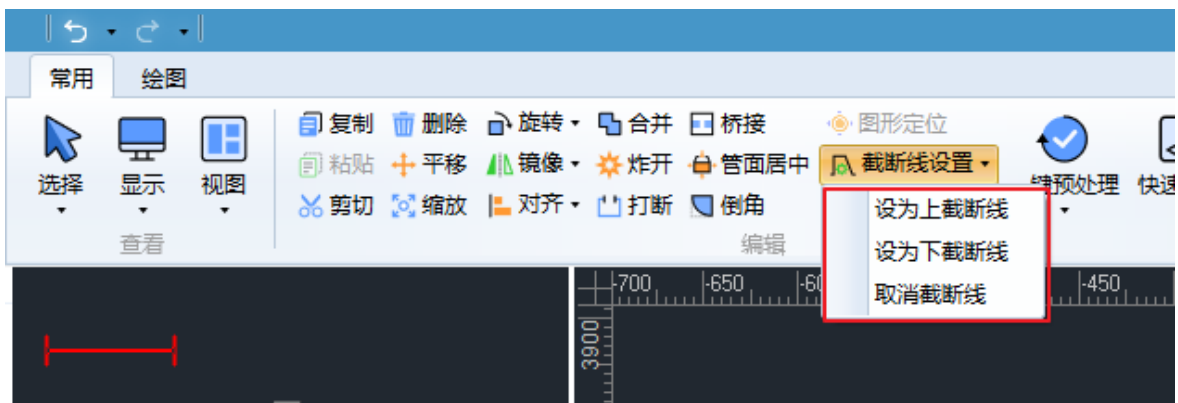 常用 绘图
复制 删除 旋转 合并 桥接 图形定位
粘贴 平移 镜像 炸开 管面居中 截断线设置
选择 显示 视图 键预处理 快速
剪切 缩放 对齐 打断 倒角 设为上截断线
查看 编辑 设为下截断线
取消截断线
-700 -650 -450
3900